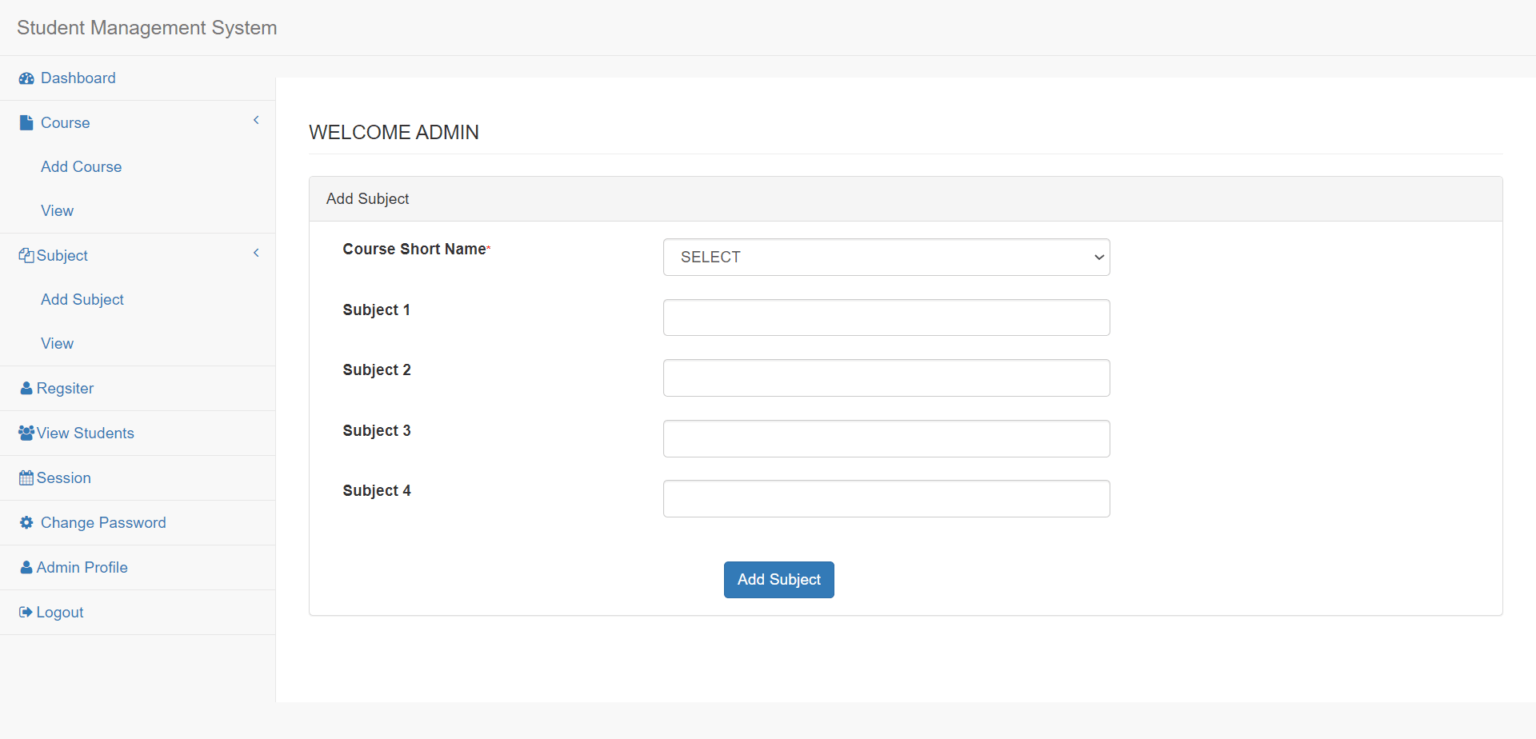 Student Management System
Dashboard
Course
Add Course
View
Subject
Add Subject
View
Regsiter
View Students
Session
Change Password
Admin Profile
Logout
WELCOME ADMIN
Add Subject
Course Short Name*
SELECT
Subject 1
Subject 2
Subject 3
Subject 4
Add Subject